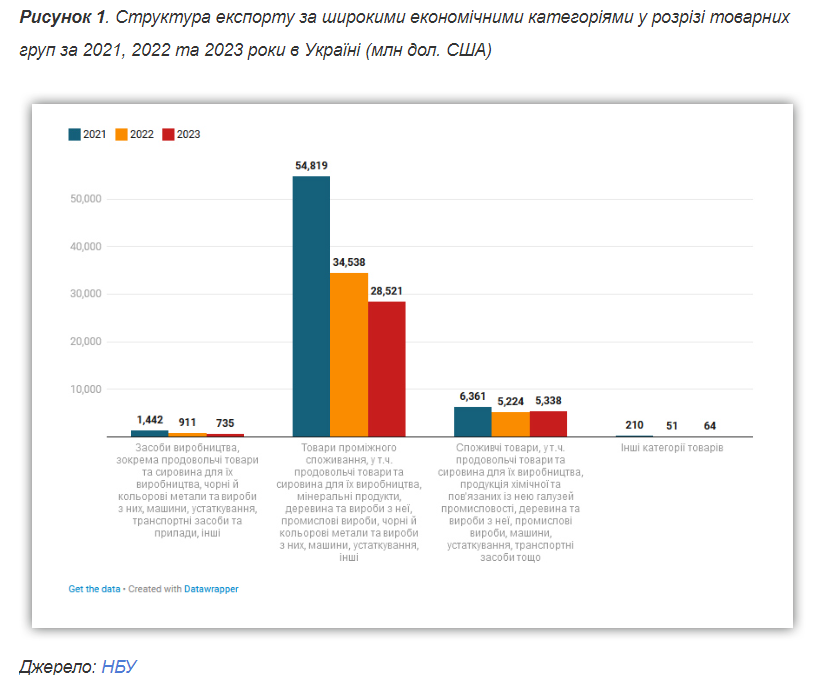 Рисунок 1. Структура експорту за широкими економічними категоріями у розрізі товарних
груп за 2021, 2022 та 2023 роки в Україні (млн дол. США)
2021 2022 2023
54,819
50,000
40,000
34,538
30,000
28,521
20,000
10,000
1,442 911 735
6,361 5,224 5,338
210 51 64
Засоби виробництва,
зокрема продовольчі товари
та сировина для їх
виробництва, чорні й
кольорові метали та вироби
з них, машини, устаткування,
транспортні засоби та
прилади, інші
Товари проміжного
споживання, у т.ч.
продовольчі товари та
сировина для їх виробництва,
мінеральні продукти,
деревина та вироби з неї,
промислові вироби, чорні й
кольорові метали та вироби
з них, машини, устаткування,
інші
Споживчі товари, у т.ч.
продовольчі товари та
сировина для їх виробництва,
продукція хімічної та
пов'язаних із нею галузей
промисловості, деревина та
вироби з неї, промислові
вироби, машини,
устаткування, транспортні
засоби тощо
Інші категорії товарів
Get the data • Created with Datawrapper
Джерело: НБУ